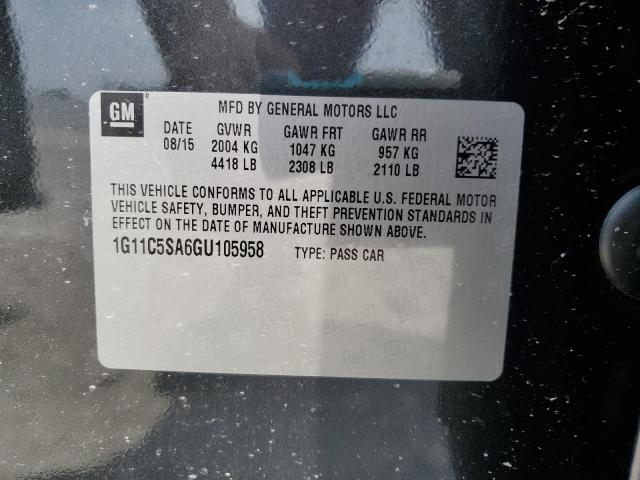 GM ® MFD BY GENERAL MOTORS LLC
DATE GVWR GAWR FRT GAWR RR
08/15 2004 KG 1047 KG 957 KG
4418 LB 2308 LB 2110 LB
THIS VEHICLE CONFORMS TO ALL APPLICABLE U.S. FEDERAL MOTOR
VEHICLE SAFETY, BUMPER, AND THEFT PREVENTION STANDARDS IN
EFFECT ON THE DATE OF MANUFACTURE SHOWN ABOVE.
1G11C5SA6GU105958 TYPE: PASS CAR